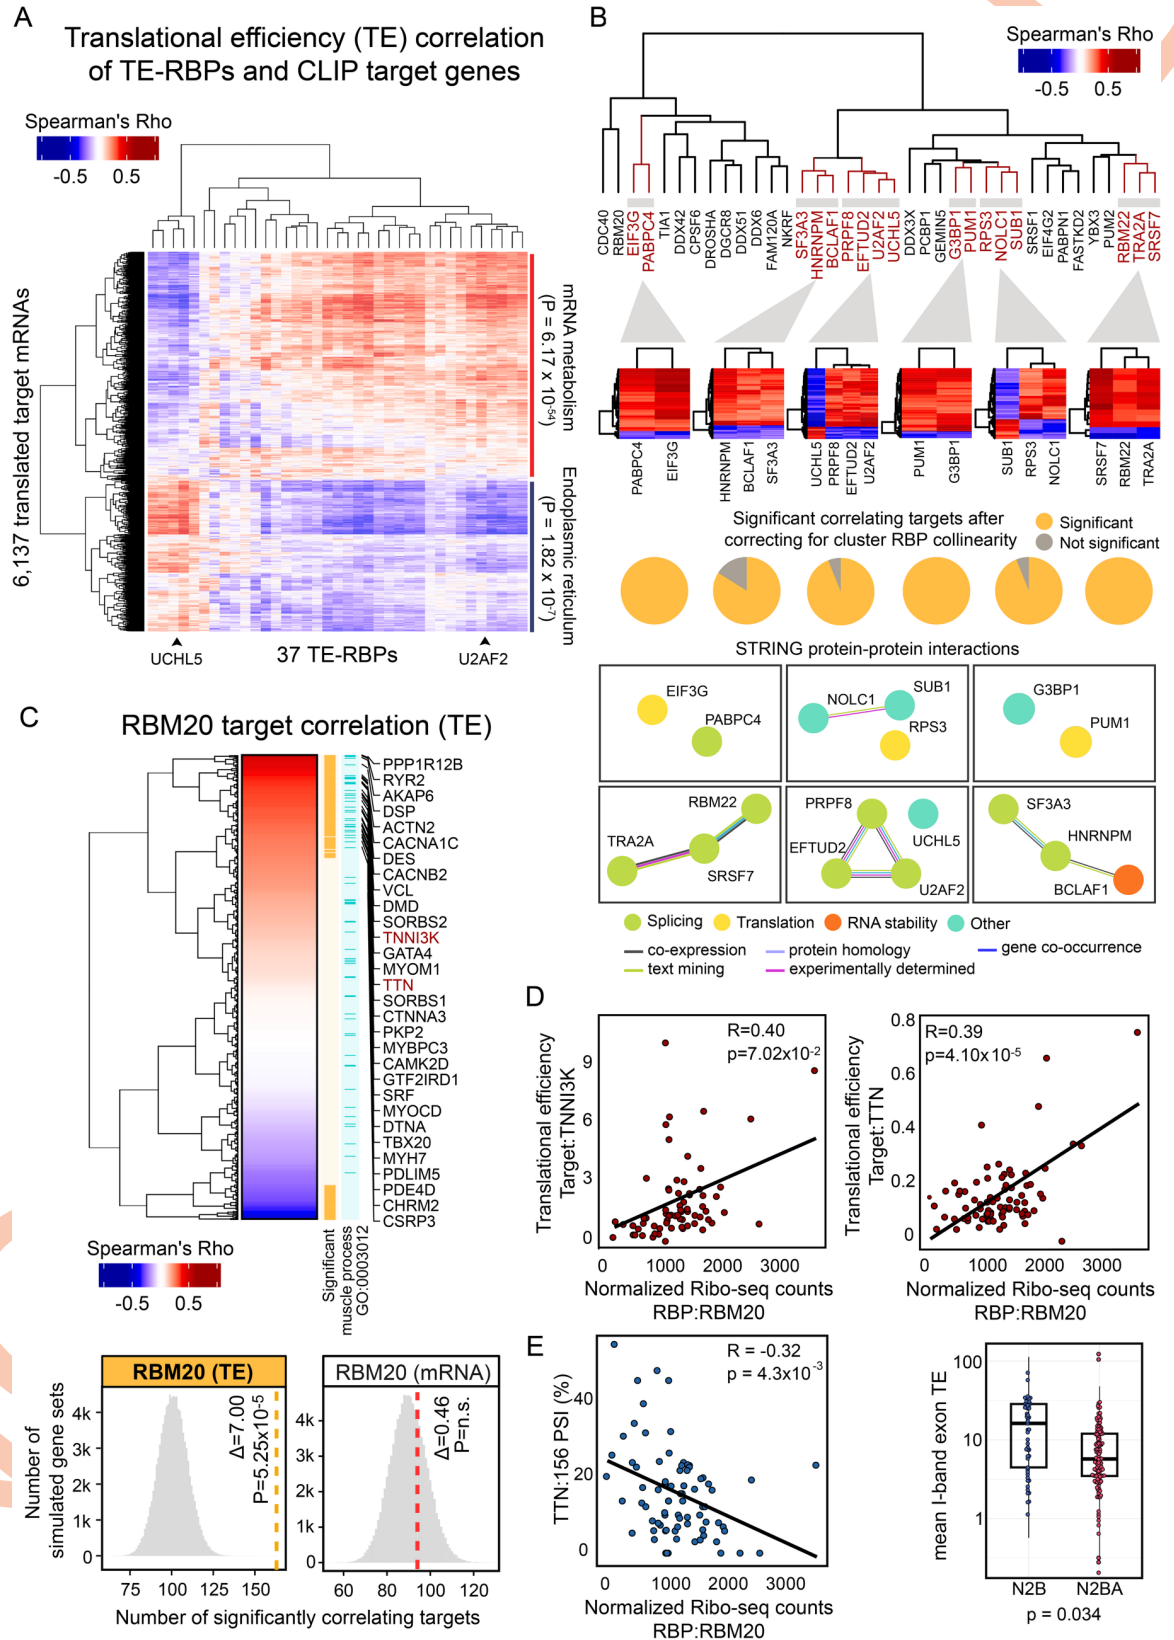 A
Translational efficiency (TE) correlation
of TE-RBPs and CLIP target genes
Spearman's Rho
-0.5 0.5
6,137 translated target mRNAs
mRNA metabolism
(P = 6.17 x 10-54)
Endoplasmic reticulum
(P = 1.82 x 10-7)
UCHL5
37 TE-RBPs
U2AF2
B
Spearman's Rho
-0.5 0.5
CDC40
RBM20
EIF3G
PABPC4
TIA1
DDX42
CPSF6
DROSHA
DGCR8
DDX51
DDX6
FAM120A
NKRF
SF3A3
HNRNPM
BCLAF1
PRPF8
EFTUD2
U2AF2
UCHL5
DDX3X
PCBP1
GEMIN5
G3BP1
PUM1
RPS3
NOLC1
SUB1
SRSF1
EIF4G2
PABPN1
FASTKD2
YBX3
PUM2
RBM22
TRA2A
SRSF7
PABPC4
EIF3G
HNRNPM
BCLAF1
SF3A3
UCHL5
PRPF8
EFTUD2
U2AF2
PUM1
G3BP1
SUB1
RPS3
NOLC1
SRSF7
RBM22
TRA2A
Significant correlating targets after
correcting for cluster RBP collinearity
Significant
Not significant
STRING protein-protein interactions
EIF3G
PABPC4
NOLC1
SUB1
RPS3
G3BP1
PUM1
RBM22
TRA2A
SRSF7
PRPF8
UCHL5
EFTUD2
U2AF2
SF3A3
HNRNPM
BCLAF1
Splicing Translation RNA stability Other
co-expression protein homology gene co-occurrence
text mining experimentally determined
C
RBM20 target correlation (TE)
PPP1R12B
RYR2
AKAP6
DSP
ACTN2
CACNA1C
DES
CACNB2
VCL
DMD
SORBS2
TNNI3K
GATA4
MYOM1
TTN
SORBS1
CTNNA3
PKP2
MYBPC3
CAMK2D
GTF2IRD1
SRF
MYOCD
DTNA
TBX20
MYH7
PDLIM5
PDE4D
CHRM2
CSRP3
Significant
muscle process
GO:0003012
Spearman's Rho
-0.5 0.5
RBM20 (TE)
RBM20 (mRNA)
Number of
simulated gene sets
4k
3k
2k
1k
0
Δ=7.00
P=5.25x10-5
75 100 125 150
4k
3k
2k
1k
0
Δ=0.46
P=n.s.
60 80 100 120
Number of significantly correlating targets
D
Translational efficiency
Target:TNNI3K
R=0.40
p=7.02x10-2
9
6
3
0
0 1000 2000 3000
Normalized Ribo-seq counts
RBP:RBM20
Translational efficiency
Target:TTN
R=0.39
p=4.10x10-5
0.8
0.6
0.4
0.2
0
0 1000 2000 3000
Normalized Ribo-seq counts
RBP:RBM20
E
TTN:156 PSI (%)
R = -0.32
p = 4.3x10-3
40
20
0
0 1000 2000 3000
Normalized Ribo-seq counts
RBP:RBM20
mean I-band exon TE
100
10
1
N2B N2BA
p = 0.034